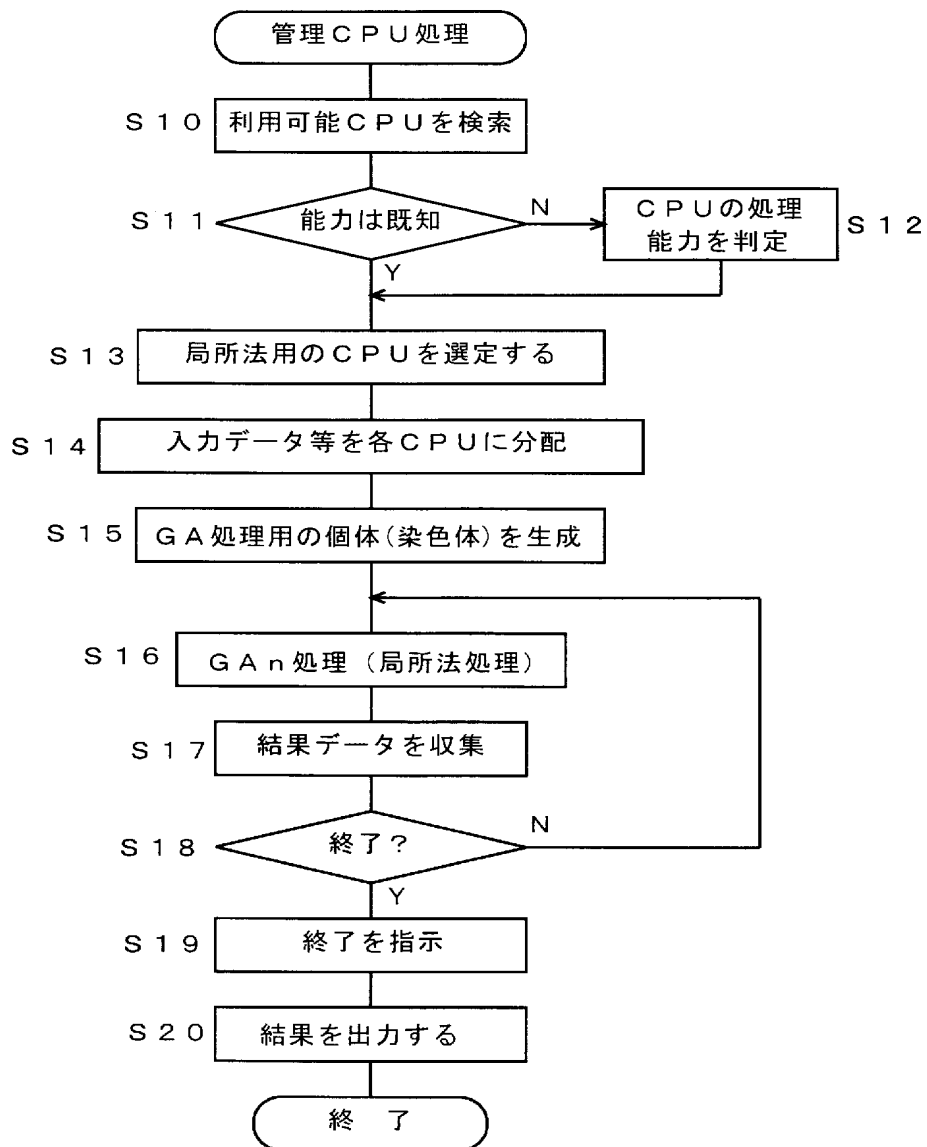 管理CPU処理
S10 利用可能CPUを検索
S11 能力は既知 N
CPUの処理
能力を判定
S12
Y
S13 局所法用のCPUを選定する
S14 入力データ等を各CPUに分配
S15 GA処理用の個体(染色体)を生成
S16 GAn処理(局所法処理)
S17 結果データを収集
S18 終了? N
Y
S19 終了を指示
S20 結果を出力する
終 了